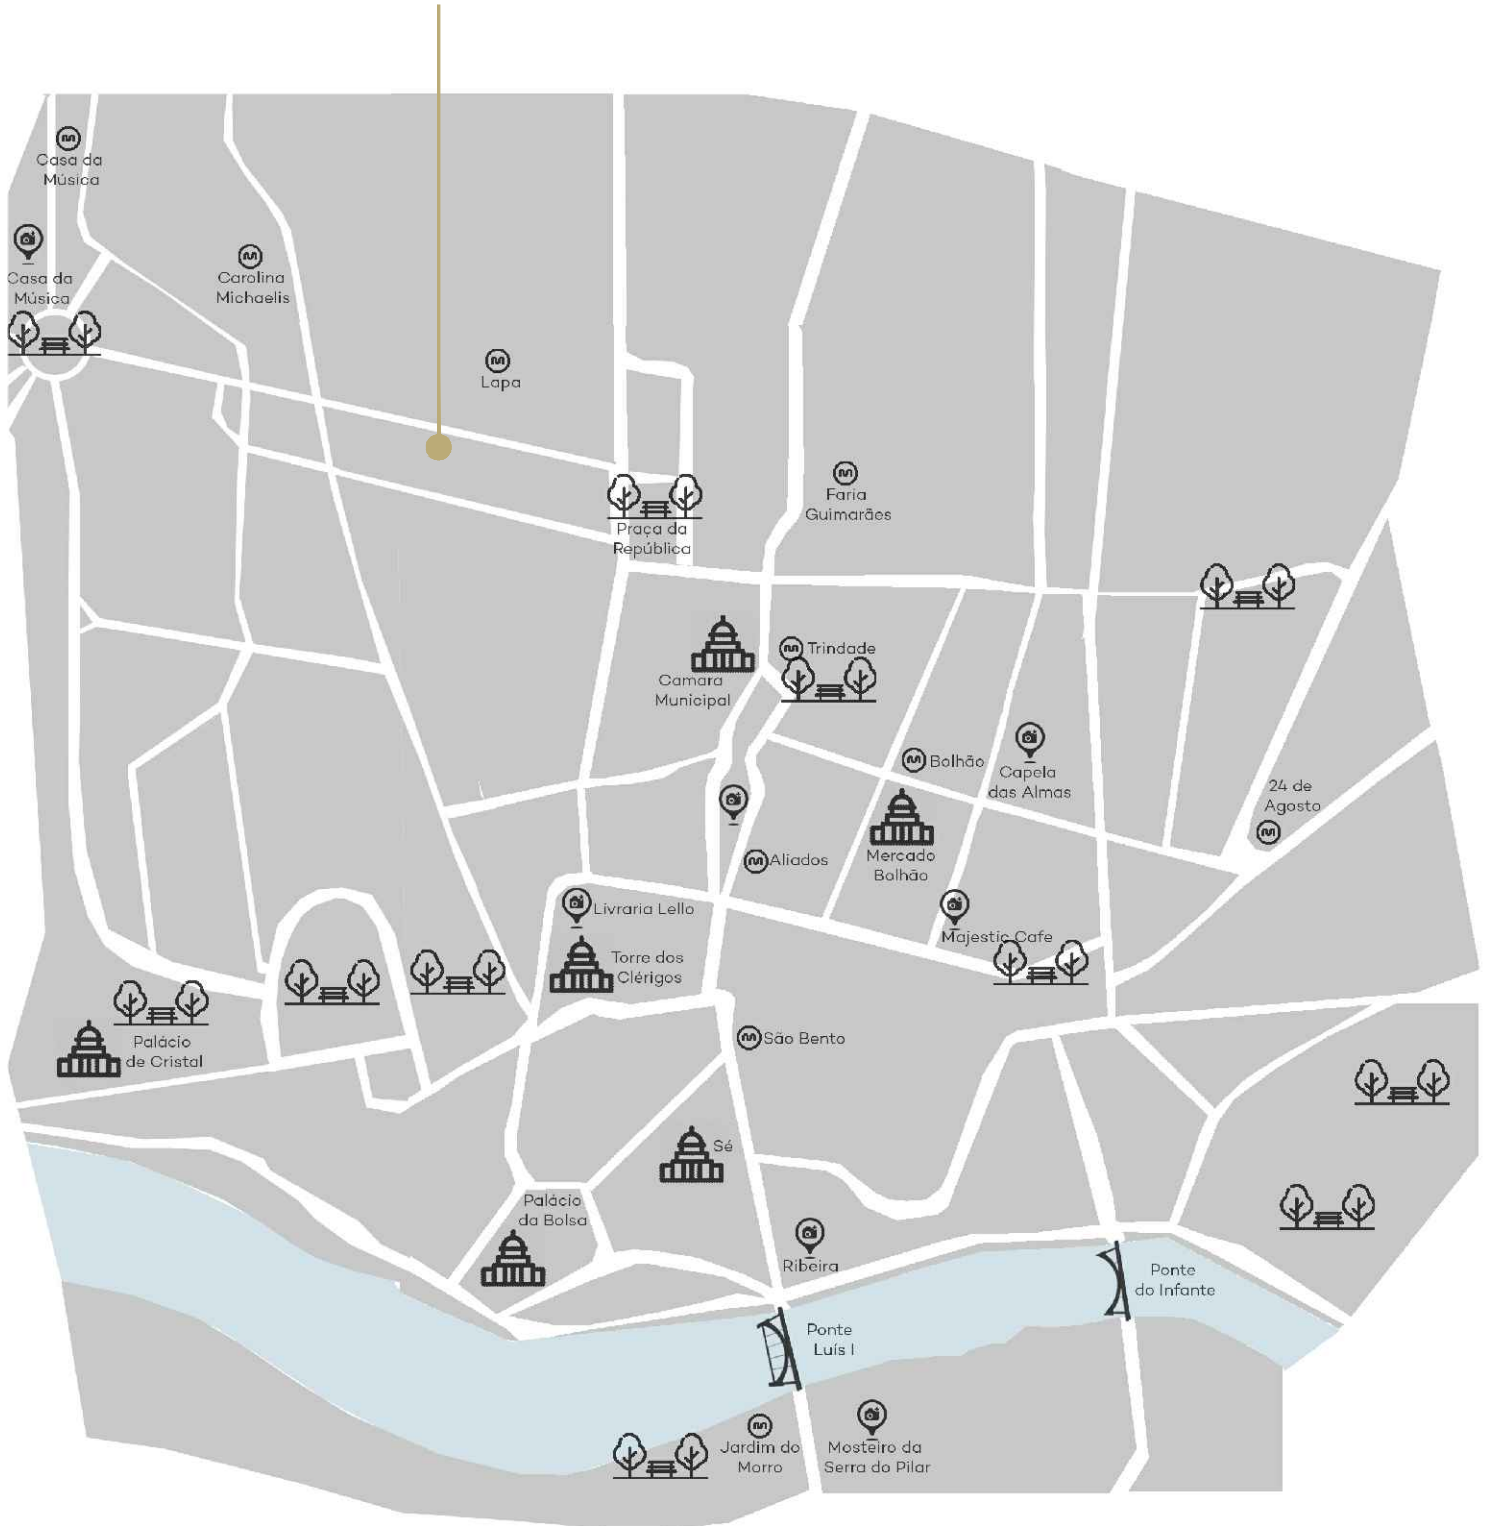 Casa da
Música
Casa da
Música
Carolina
Michaelis
Lapa
Faria
Guimarães
Praça da
República
Trindade
Camara
Municipal
Bolhão
Capela
das Almas
24 de
Agosto
Aliados
Mercado
Bolhão
Livraria Lello
Majestic Cafe
Torre dos
Clérigos
São Bento
Palácio
de Cristal
Sé
Palácio
da Bolsa
Ribeira
Ponte
do Infante
Ponte
Luís I
Jardim do
Morro
Mosteiro da
Serra do Pilar